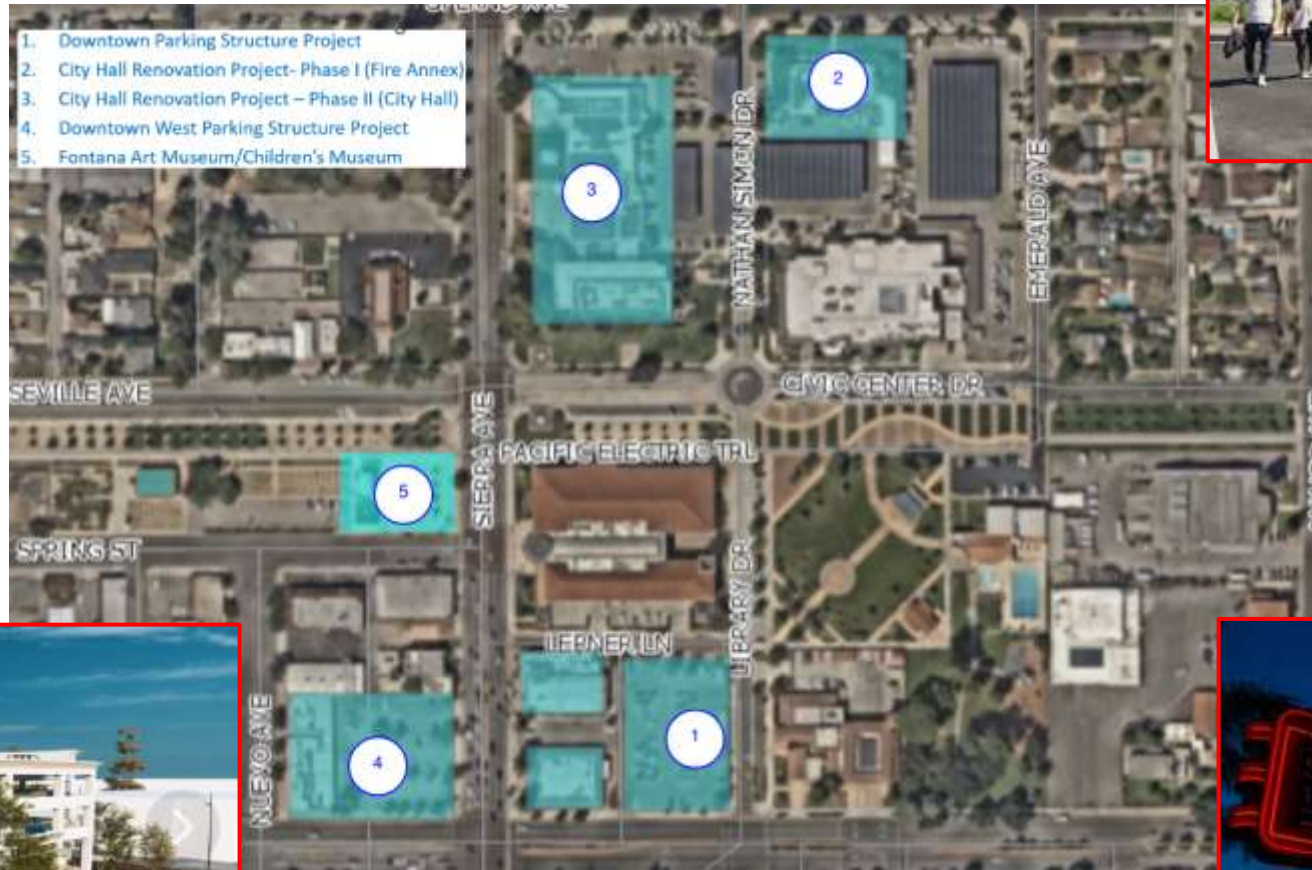 1. Downtown Parking Structure Project
2. City Hall Renovation Project- Phase I (Fire Annex)
3. City Hall Renovation Project – Phase II (City Hall)
4. Downtown West Parking Structure Project
5. Fontana Art Museum/Children's Museum
2
3
NATHAN SIMON DR
EMERALD AVE
SEVILLE AVE
CIVIC CENTER DR
SIERRA AVE
PACIFIC ELECTRIC TRL
5
SPRING ST
LIBRARY DR
LERNER LN
NUEVO AVE
4
1